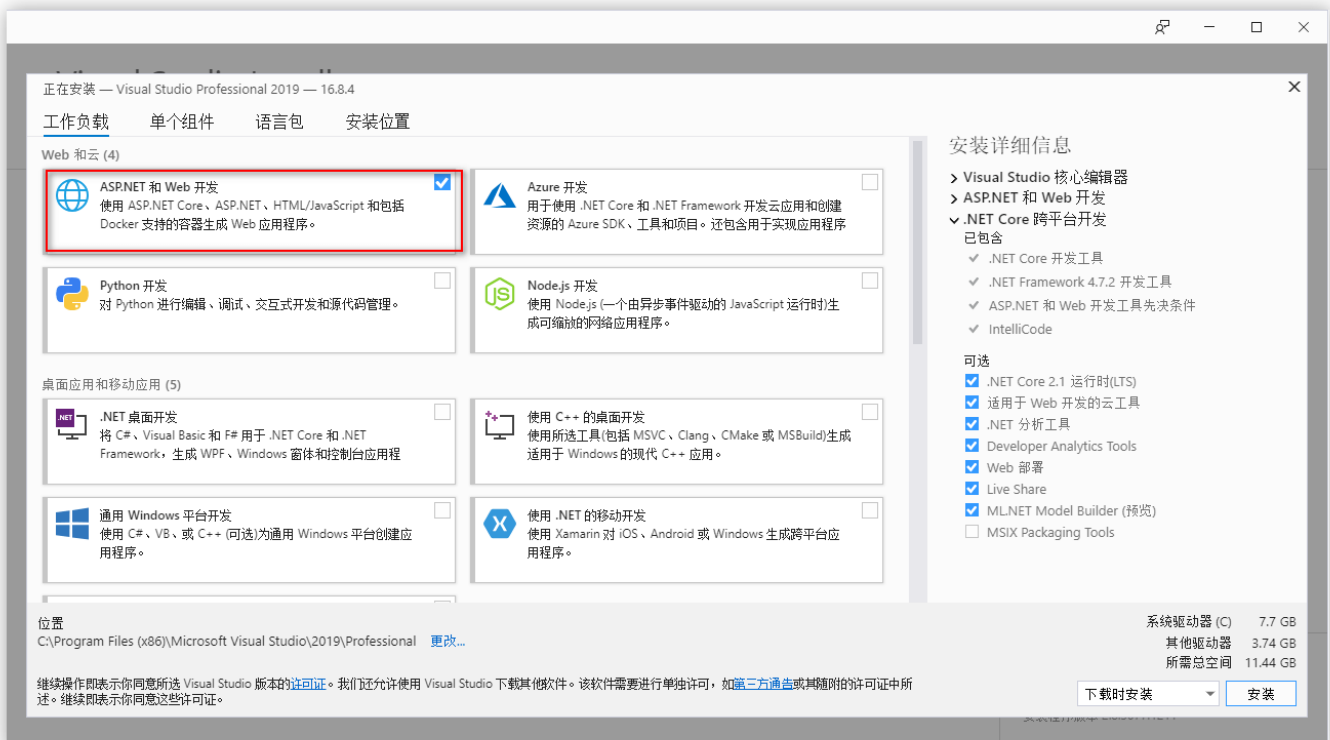 正在安装 — Visual Studio Professional 2019 — 16.8.4
工作负载
单个组件
语言包
安装位置
Web 和云 (4)
ASP.NET 和 Web 开发
使用 ASP.NET Core、ASP.NET、HTML/JavaScript 和包括
Docker 支持的容器生成 Web 应用程序。
Azure 开发
用于使用 .NET Core 和 .NET Framework 开发云应用和创建
资源的 Azure SDK、工具和项目。还包含用于实现应用程序
Python 开发
对 Python 进行编辑、调试、交互式开发和源代码管理。
Node.js 开发
使用 Node.js (一个由异步事件驱动的 JavaScript 运行时)生
成可缩放的网络应用程序。
桌面应用和移动应用 (5)
.NET
.NET 桌面开发
将 C#、Visual Basic 和 F# 用于 .NET Core 和 .NET
Framework，生成 WPF、Windows 窗体和控制台应用程
使用 C++ 的桌面开发
使用所选工具(包括 MSVC、Clang、CMake 或 MSBuild)生成
适用于 Windows 的现代 C++ 应用。
通用 Windows 平台开发
使用 C#、VB、或 C++ (可选)为通用 Windows 平台创建应
用程序。
使用 .NET 的移动开发
使用 Xamarin 对 iOS、Android 或 Windows 生成跨平台应
用程序。
安装详细信息
Visual Studio 核心编辑器
ASP.NET 和 Web 开发
.NET Core 跨平台开发
已包含
.NET Core 开发工具
.NET Framework 4.7.2 开发工具
ASP.NET 和 Web 开发工具先决条件
IntelliCode
可选
.NET Core 2.1 运行时(LTS)
适用于 Web 开发的云工具
.NET 分析工具
Developer Analytics Tools
Web 部署
Live Share
ML.NET Model Builder (预览)
MSIX Packaging Tools
位置
C:\Program Files (x86)\Microsoft Visual Studio\2019\Professional 更改...
系统驱动器 (C) 7.7 GB
其他驱动器 3.74 GB
所需总空间 11.44 GB
继续操作即表示你同意所选 Visual Studio 版本的许可证。我们还允许使用 Visual Studio 下载其他软件。该软件需要进行单独许可，如第三方通告或其随附的许可证中所
述。继续即表示你同意这些许可证。
下载时安装
安装